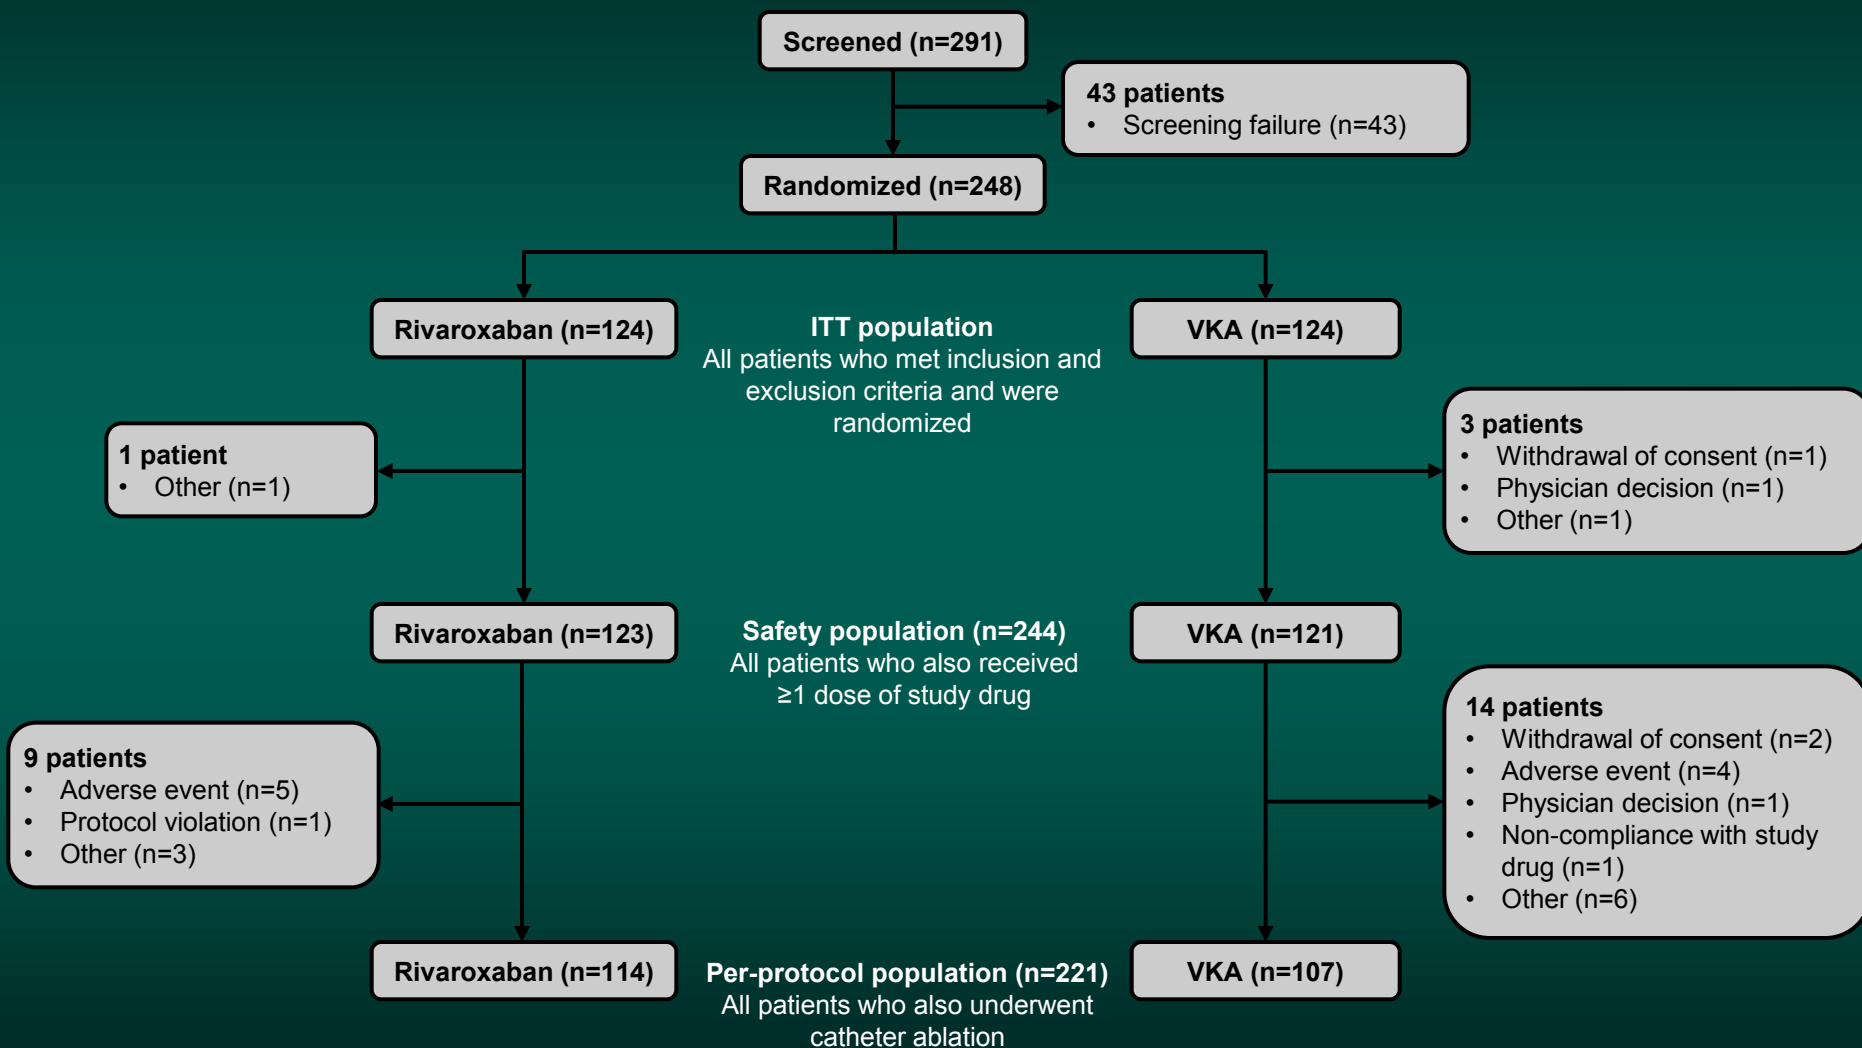 Screened (n=291)
43 patients
• Screening failure (n=43)
Randomized (n=248)
Rivaroxaban (n=124)
ITT population
All patients who met inclusion and
exclusion criteria and were
randomized
VKA (n=124)
1 patient
• Other (n=1)
3 patients
• Withdrawal of consent (n=1)
• Physician decision (n=1)
• Other (n=1)
Rivaroxaban (n=123)
Safety population (n=244)
All patients who also received
≥1 dose of study drug
VKA (n=121)
9 patients
• Adverse event (n=5)
• Protocol violation (n=1)
• Other (n=3)
14 patients
• Withdrawal of consent (n=2)
• Adverse event (n=4)
• Physician decision (n=1)
• Non-compliance with study
drug (n=1)
• Other (n=6)
Rivaroxaban (n=114)
Per-protocol population (n=221)
All patients who also underwent
catheter ablation
VKA (n=107)